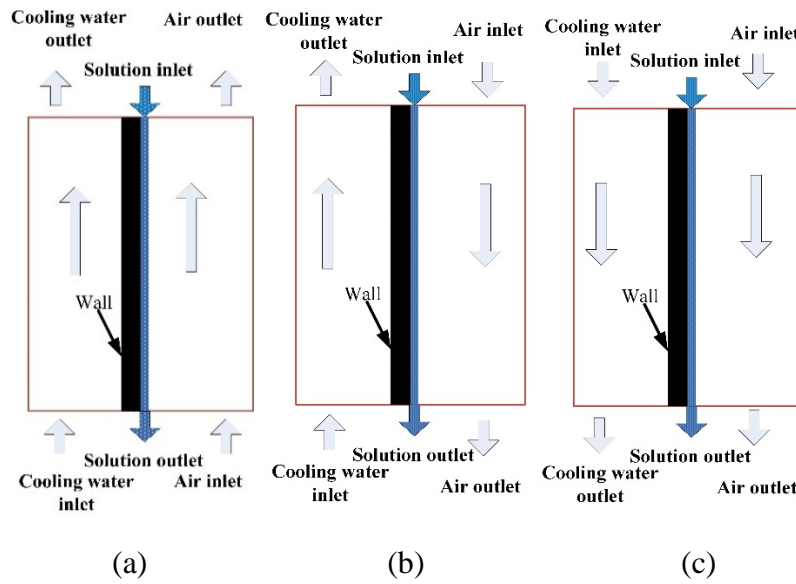 Cooling water
outlet
Air outlet
Solution inlet
Wall
Solution outlet
Cooling water
inlet
Air inlet
(a)
Cooling water
outlet
Air inlet
Solution inlet
Wall
Solution outlet
Cooling water
inlet
Air outlet
(b)
Cooling water
inlet
Air inlet
Solution inlet
Wall
Solution outlet
Cooling water
outlet
Air outlet
(c)